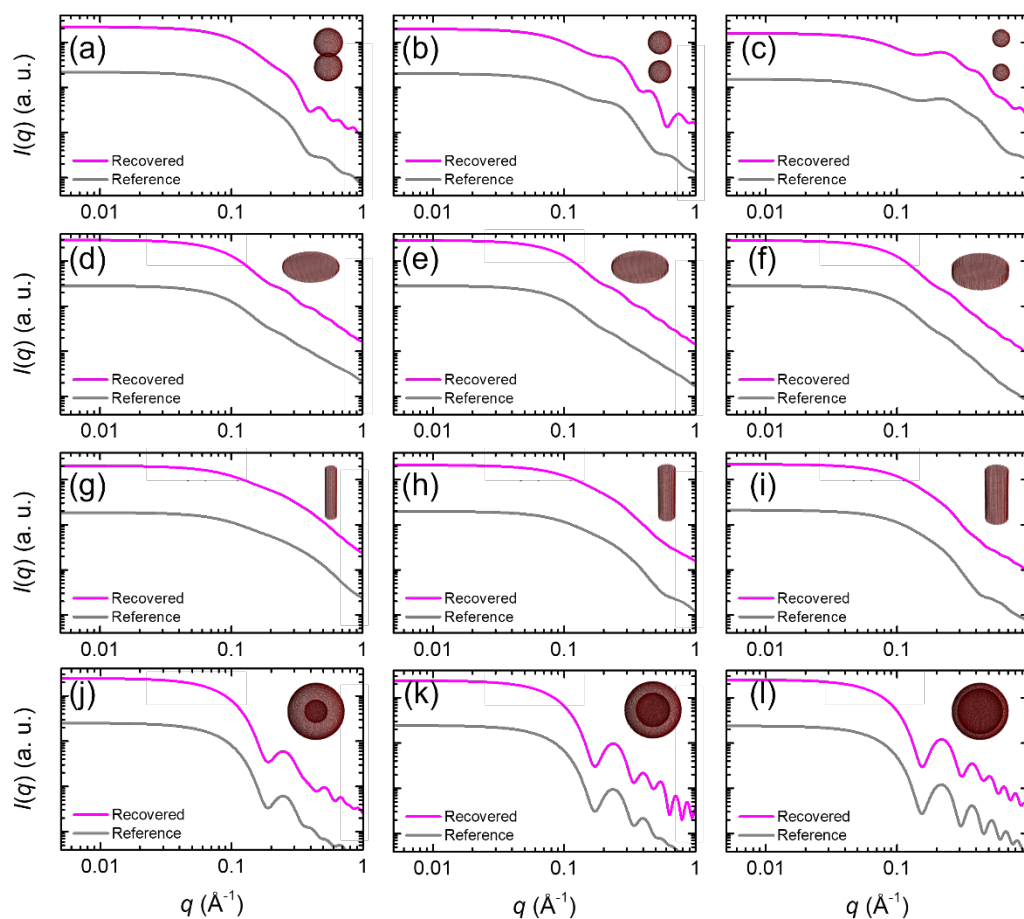 (a) (b) (c)
I(q) (a. u.)
Recovered Recovered Recovered
Reference Reference Reference
0.01 0.1 1 0.01 0.1 1 0.01 0.1
(d) (e) (f)
I(q) (a. u.)
Recovered Recovered Recovered
Reference Reference Reference
0.01 0.1 1 0.01 0.1 1 0.01 0.1
(g) (h) (i)
I(q) (a. u.)
Recovered Recovered Recovered
Reference Reference Reference
0.01 0.1 1 0.01 0.1 1 0.01 0.1
(j) (k) (l)
I(q) (a. u.)
Recovered Recovered Recovered
Reference Reference Reference
0.01 0.1 1 0.01 0.1 1 0.01 0.1
q (Å⁻¹) q (Å⁻¹) q (Å⁻¹)